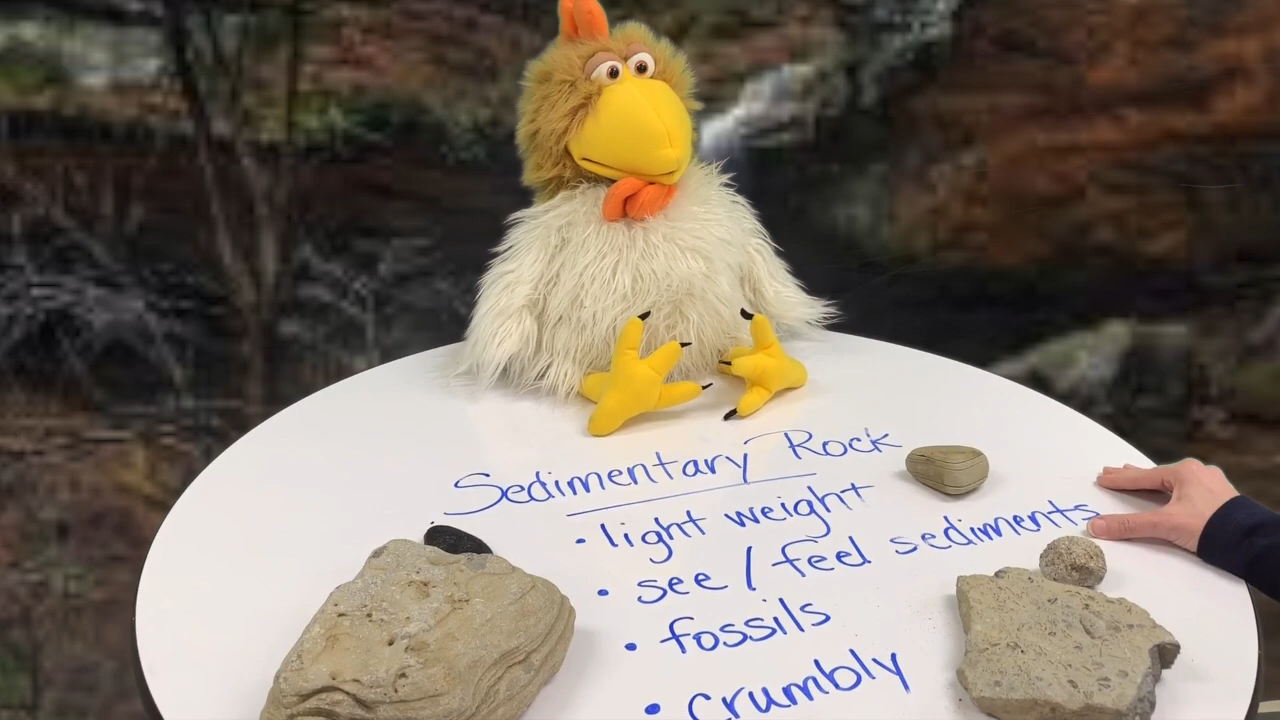 Sedimentary Rock
• light weight
• see / feel sediments
• fossils
• crumbly